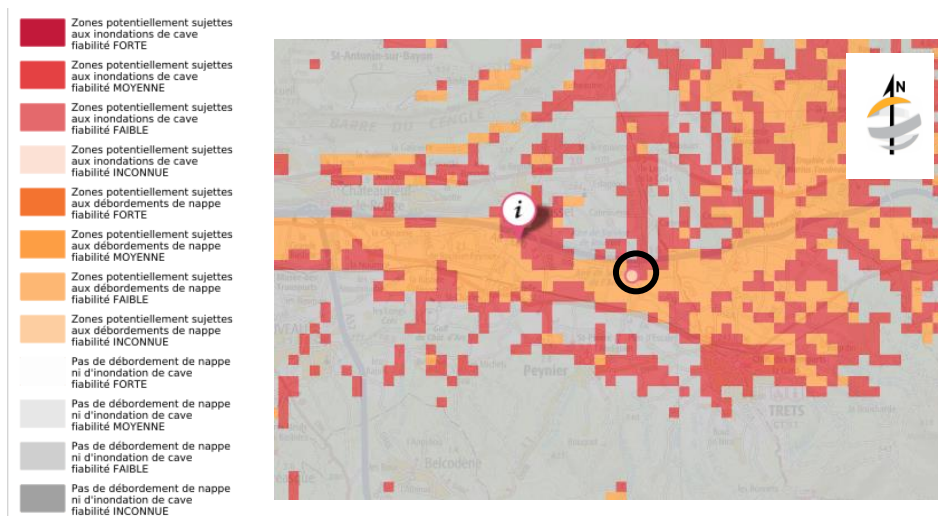 Zones potentiellement sujettes
aux inondations de cave
fiabilité FORTE
Zones potentiellement sujettes
aux inondations de cave
fiabilité MOYENNE
Zones potentiellement sujettes
aux inondations de cave
fiabilité FAIBLE
Zones potentiellement sujettes
aux inondations de cave
fiabilité INCONNUE
Zones potentiellement sujettes
aux débordements de nappe
fiabilité FORTE
Zones potentiellement sujettes
aux débordements de nappe
fiabilité MOYENNE
Zones potentiellement sujettes
aux débordements de nappe
fiabilité FAIBLE
Zones potentiellement sujettes
aux débordements de nappe
fiabilité INCONNUE
Pas de débordement de nappe
ni d'inondation de cave
fiabilité FORTE
Pas de débordement de nappe
ni d'inondation de cave
fiabilité MOYENNE
Pas de débordement de nappe
ni d'inondation de cave
fiabilité FAIBLE
Pas de débordement de nappe
ni d'inondation de cave
fiabilité INCONNUE
St-Antonin-sur-Bayon
BARRE DU CENGLE
i
Peynier
TRETS
Belcodène
N